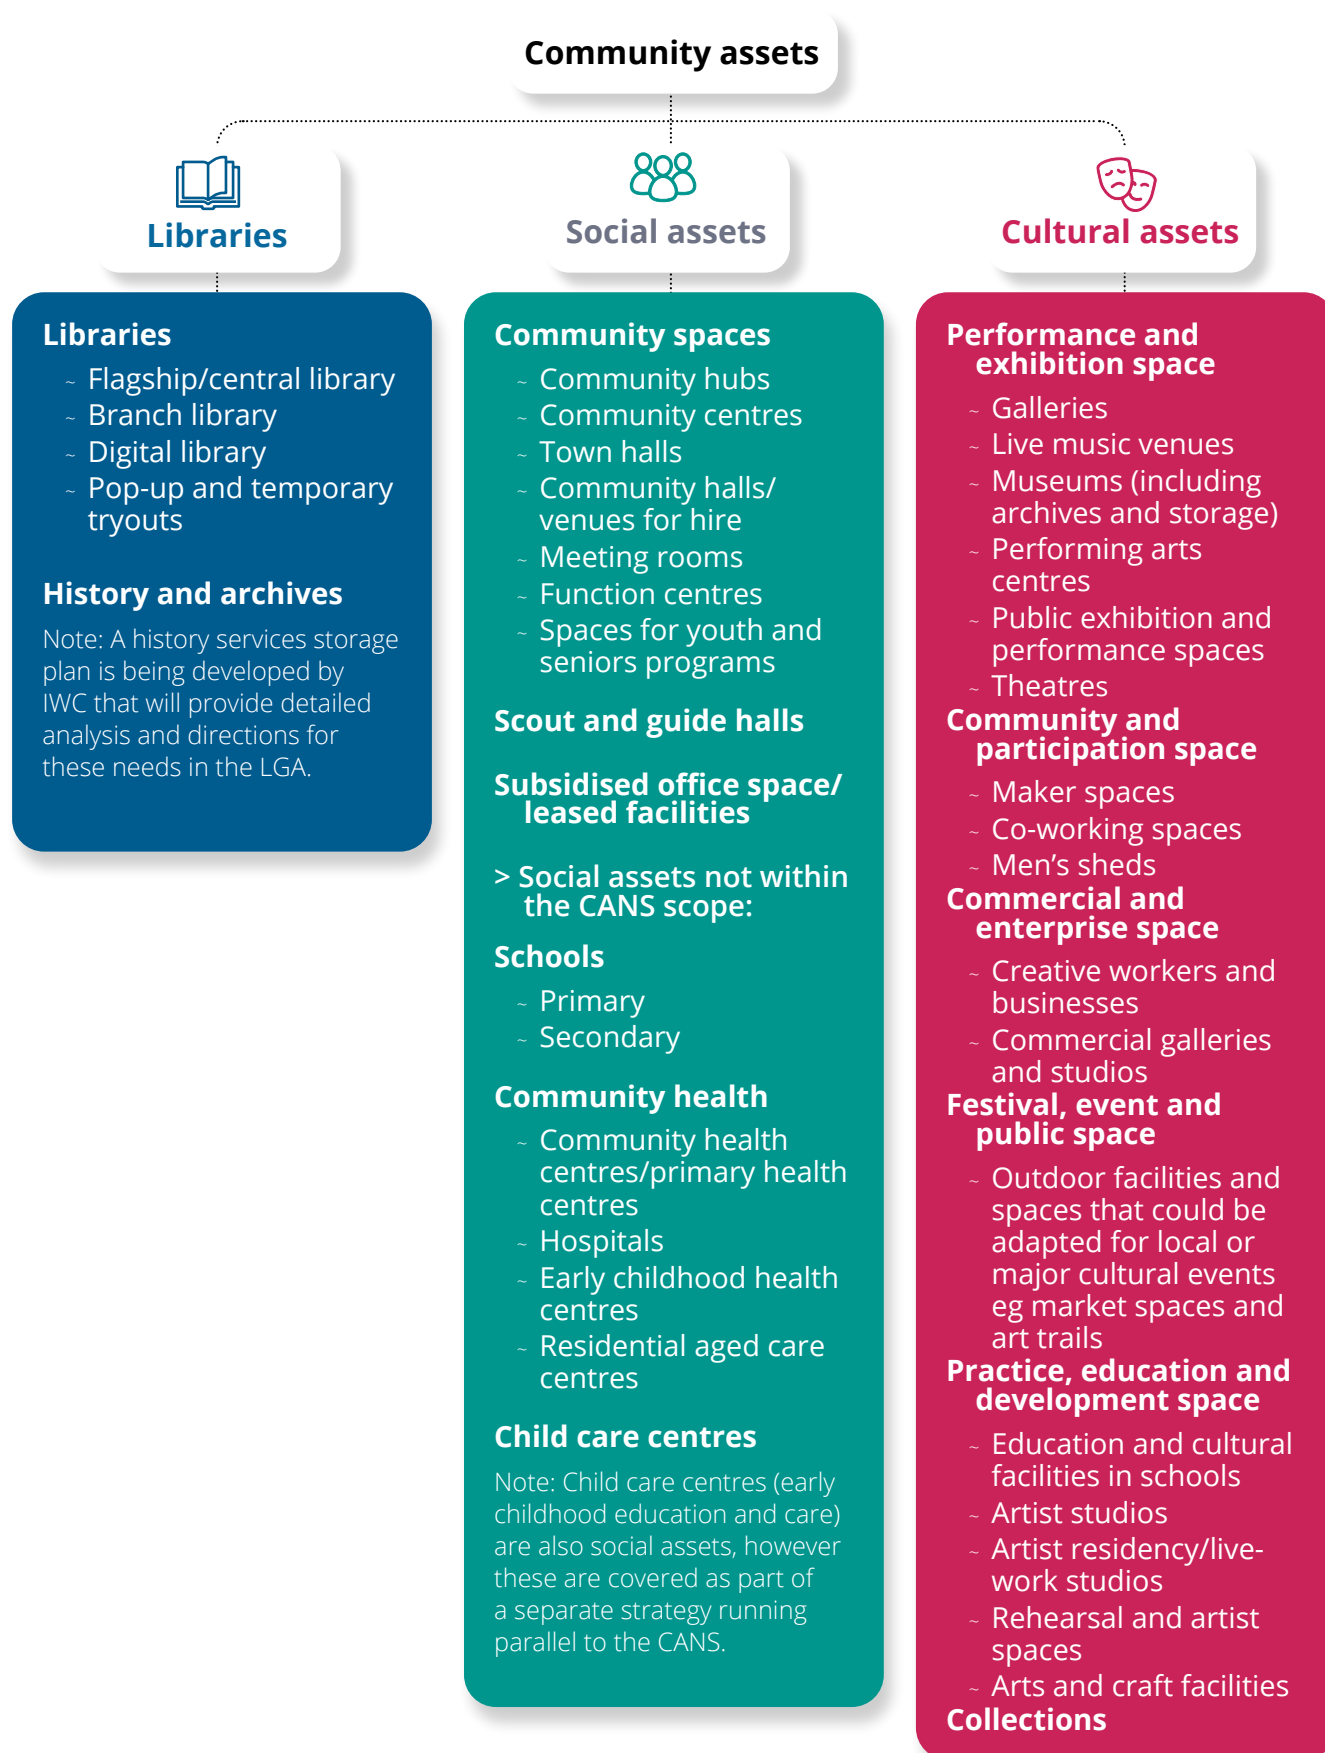 Community assets
Libraries
Social assets
Cultural assets
Libraries
~ Flagship/central library
~ Branch library
~ Digital library
~ Pop-up and temporary
tryouts
History and archives
Note: A history services storage
plan is being developed by
IWC that will provide detailed
analysis and directions for
these needs in the LGA.
Community spaces
~ Community hubs
~ Community centres
~ Town halls
~ Community halls/
venues for hire
~ Meeting rooms
~ Function centres
~ Spaces for youth and
seniors programs
Scout and guide halls
Subsidised office space/
leased facilities
> Social assets not within
the CANS scope:
Schools
~ Primary
~ Secondary
Community health
~ Community health
centres/primary health
centres
~ Hospitals
~ Early childhood health
centres
~ Residential aged care
centres
Child care centres
Note: Child care centres (early
childhood education and care)
are also social assets, however
these are covered as part of
a separate strategy running
parallel to the CANS.
Performance and
exhibition space
~ Galleries
~ Live music venues
~ Museums (including
archives and storage)
~ Performing arts
centres
~ Public exhibition and
performance spaces
~ Theatres
Community and
participation space
~ Maker spaces
~ Co-working spaces
~ Men’s sheds
Commercial and
enterprise space
~ Creative workers and
businesses
~ Commercial galleries
and studios
Festival, event and
public space
~ Outdoor facilities and
spaces that could be
adapted for local or
major cultural events
eg market spaces and
art trails
Practice, education and
development space
~ Education and cultural
facilities in schools
~ Artist studios
~ Artist residency/live-
work studios
~ Rehearsal and artist
spaces
~ Arts and craft facilities
Collections